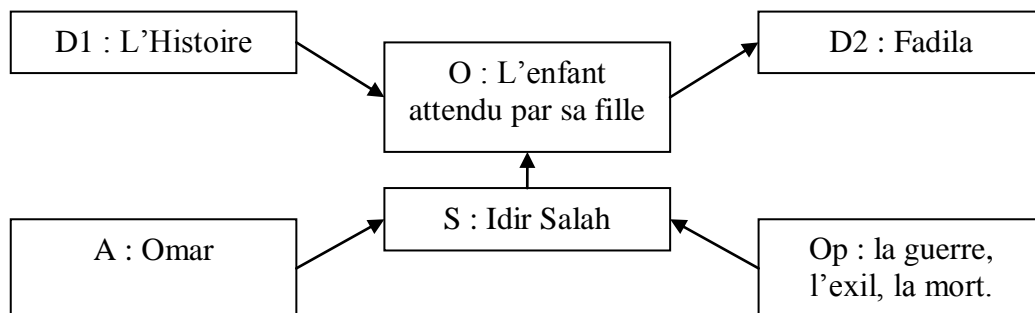 D1 : L’Histoire
O : L’enfant
attendu par sa fille
D2 : Fadila
A : Omar
S : Idir Salah
Op : la guerre,
l’exil, la mort.